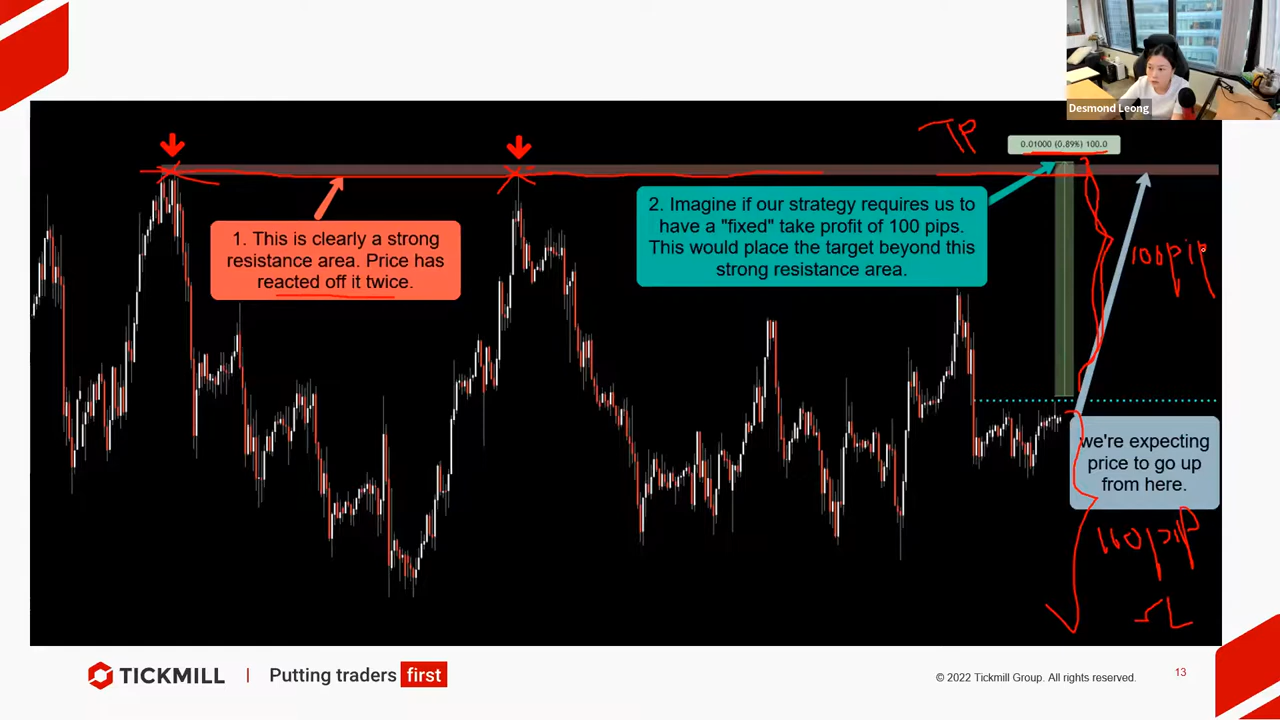 Desmond Leong
TP
0.01000 (0.89%) 100.0
1. This is clearly a strong
resistance area. Price has
reacted off it twice.
2. Imagine if our strategy requires us to
have a "fixed" take profit of 100 pips.
This would place the target beyond this
strong resistance area.
100pip
we're expecting
price to go up
from here.
100pip
SL
TICKMILL | Putting traders first
© 2022 Tickmill Group. All rights reserved.
13